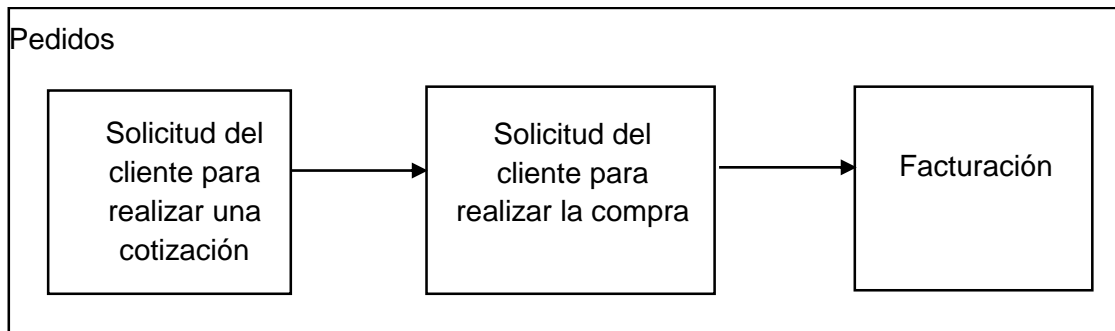 Pedidos
Solicitud del
cliente para
realizar una
cotización
Solicitud del
cliente para
realizar la compra
Facturación